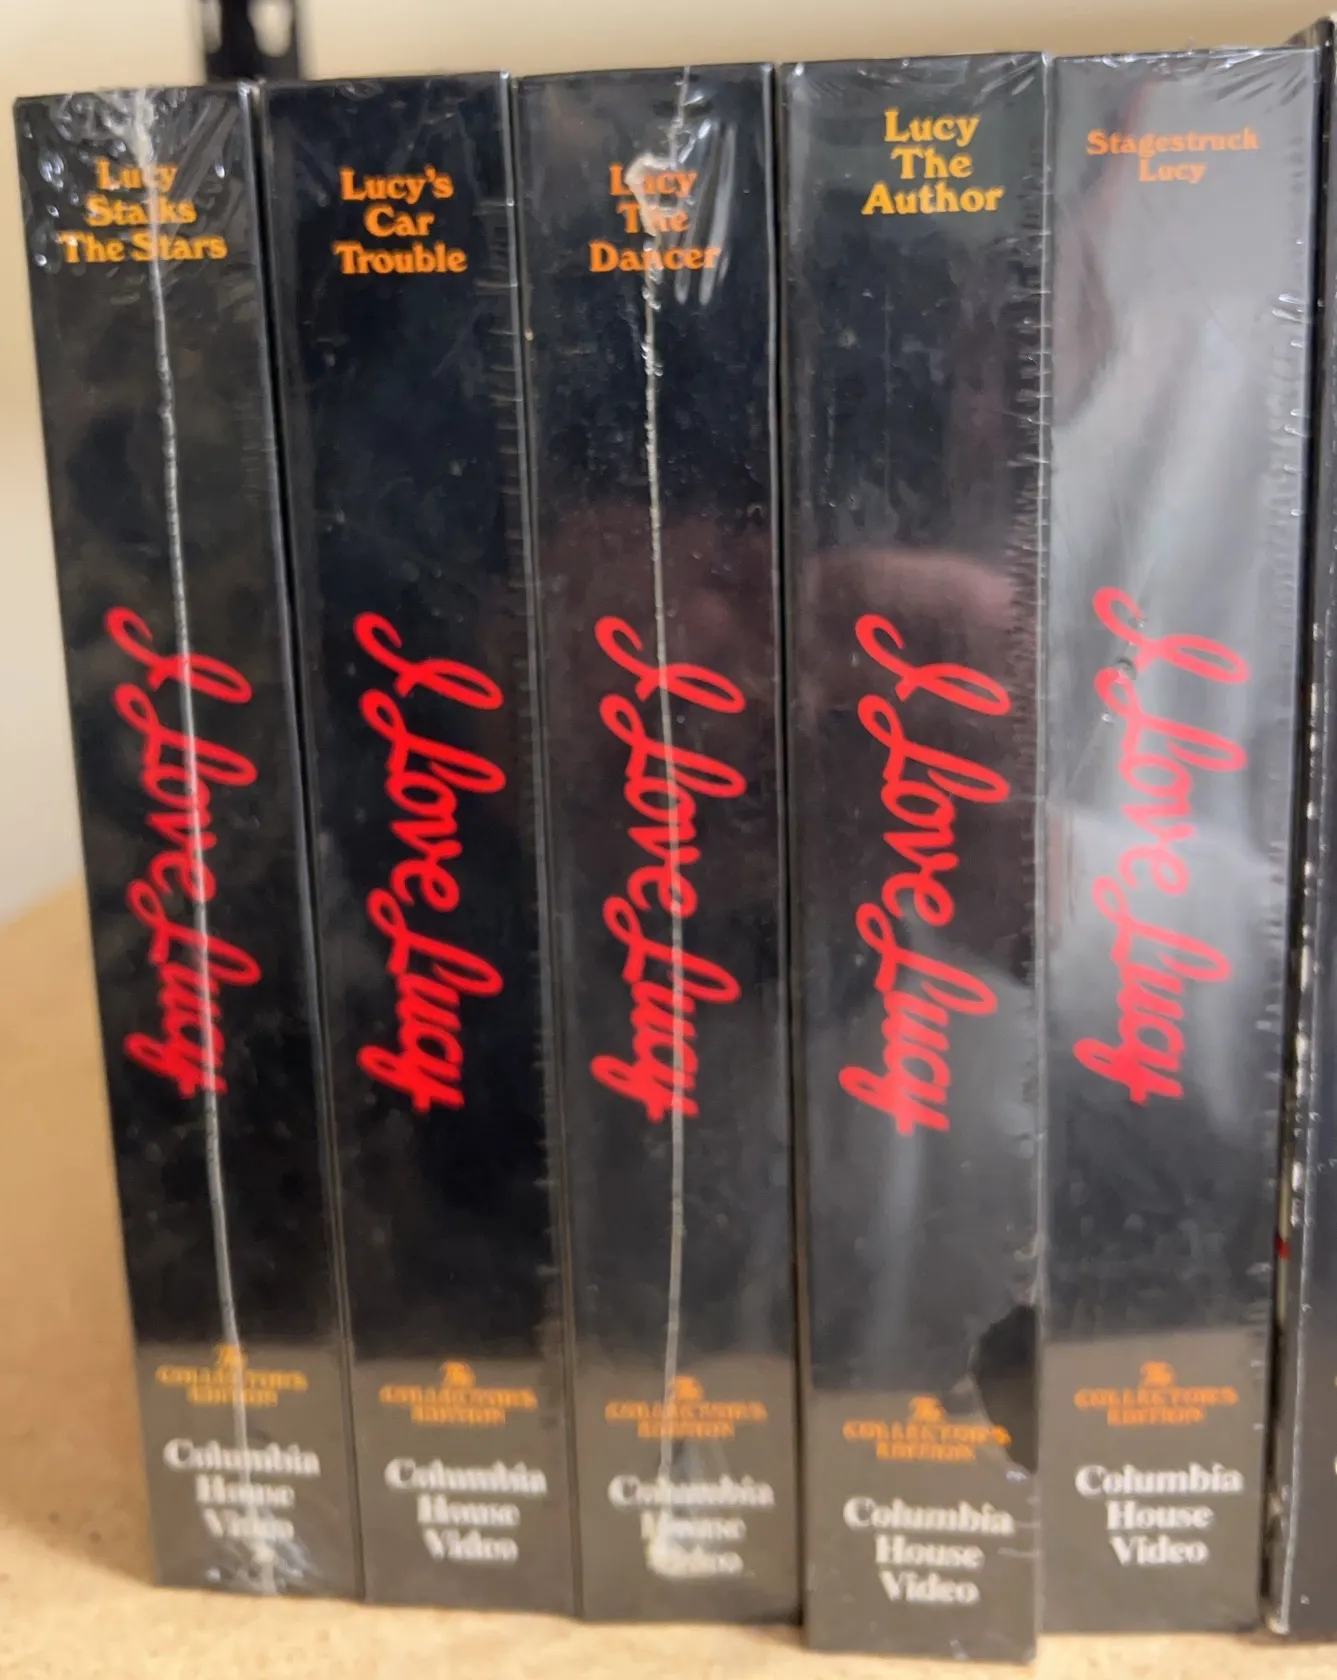 Lucy
Stalks
The Stars
I Love Lucy
The
COLLECTOR'S
EDITION
Columbia
House
Video
Lucy's
Car
Trouble
I Love Lucy
The
COLLECTOR'S
EDITION
Columbia
House
Video
Lucy
The
Dancer
I Love Lucy
The
COLLECTOR'S
EDITION
Columbia
House
Video
Lucy
The
Author
I Love Lucy
The
COLLECTOR'S
EDITION
Columbia
House
Video
Stagestruck
Lucy
I Love Lucy
The
COLLECTOR'S
EDITION
Columbia
House
Video